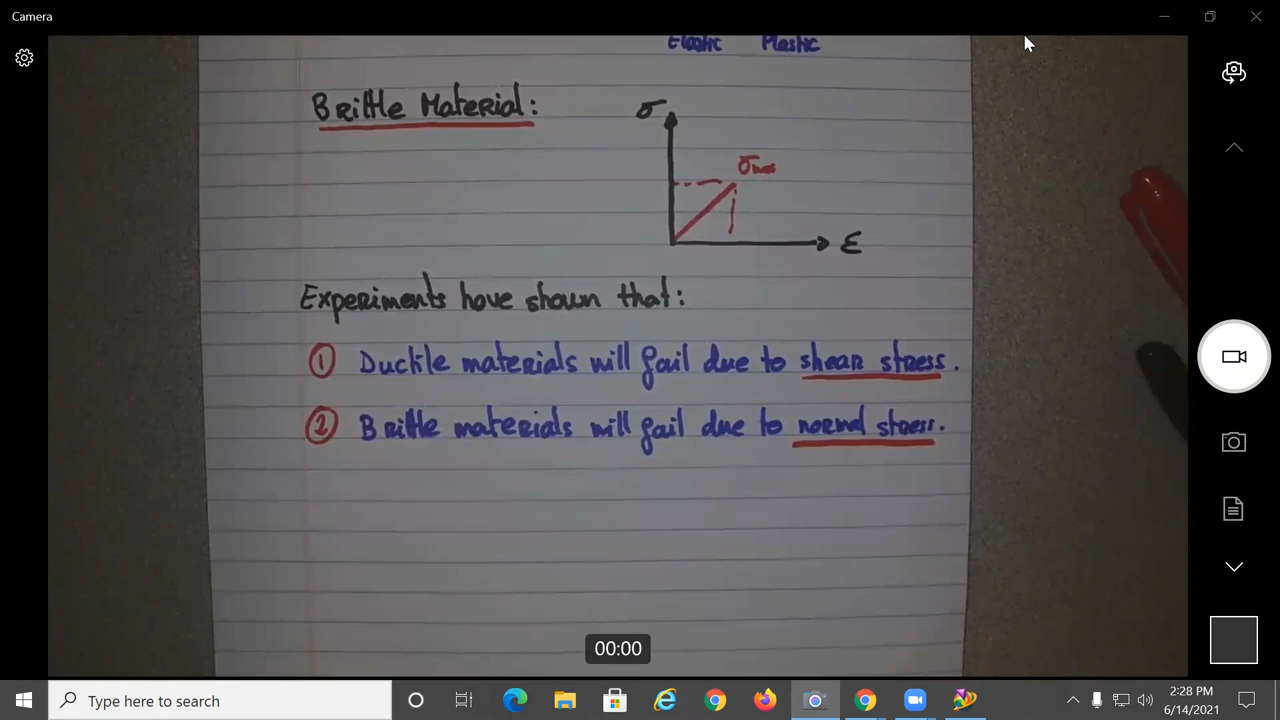 Camera
Elastic Plastic
Brittle Material:
σ
σmax
ε
Experiments have shown that:
① Ductile materials will fail due to shear stress.
② Brittle materials will fail due to normal stress.
00:00
Type here to search
2:28 PM
6/14/2021